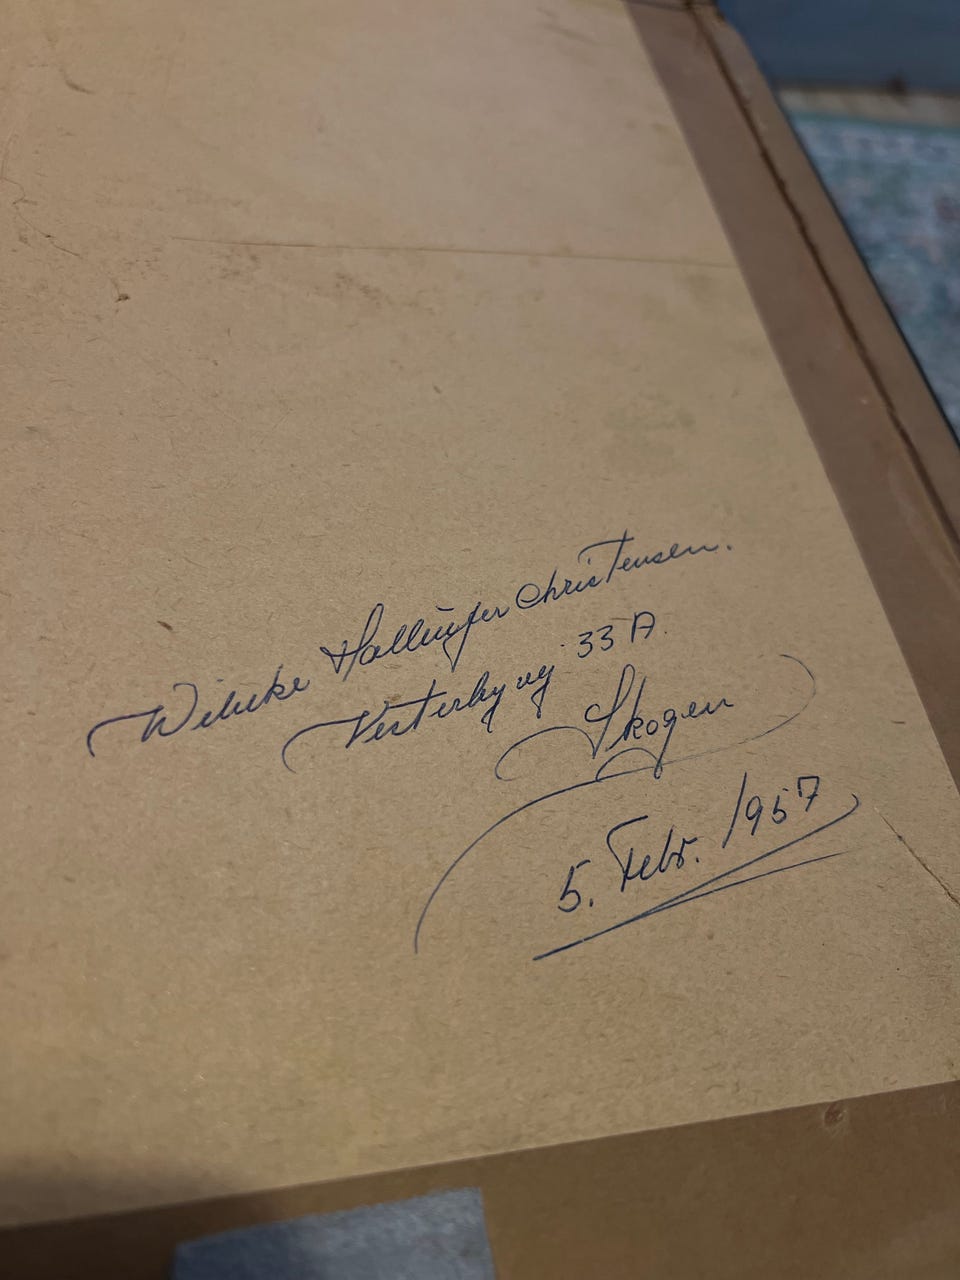 Wibeke Hallinger Christensen.
Vesterbyvej 33 A.
Skogen
5. Febr. 1957